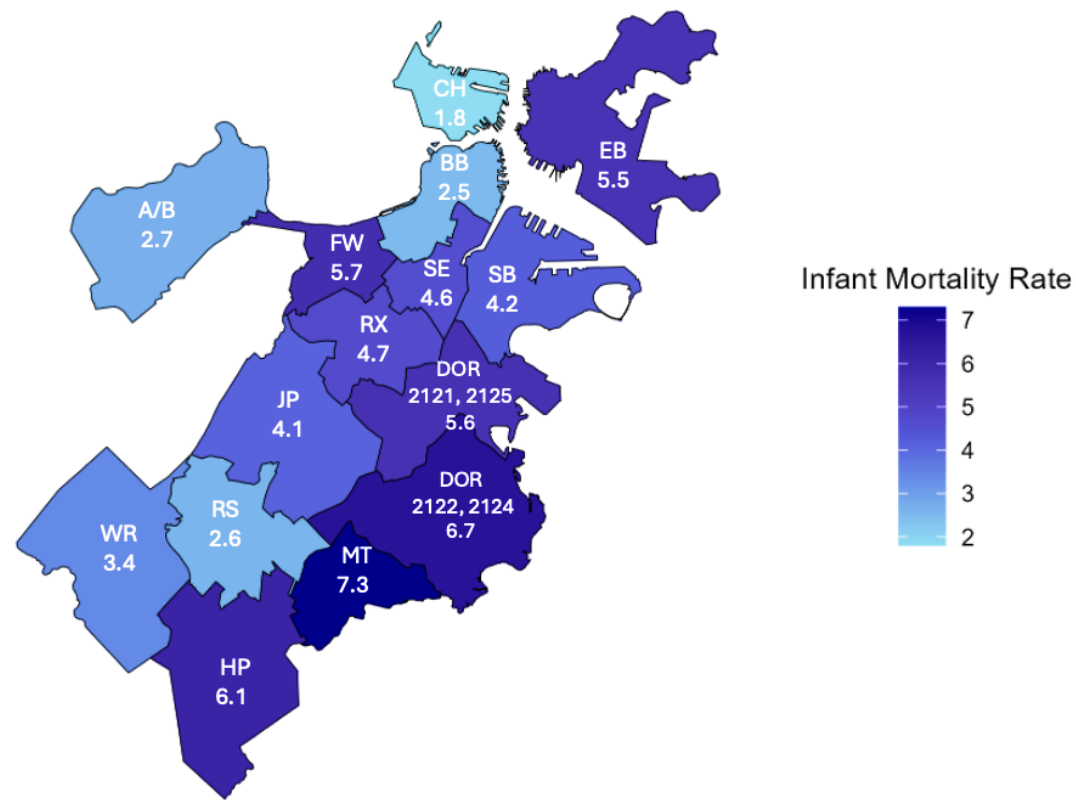 CH
1.8
EB
5.5
BB
2.5
A/B
2.7
FW
5.7
SE
4.6
SB
4.2
RX
4.7
DOR
2121, 2125
5.6
JP
4.1
DOR
2122, 2124
6.7
RS
2.6
WR
3.4
MT
7.3
HP
6.1
Infant Mortality Rate
7
6
5
4
3
2